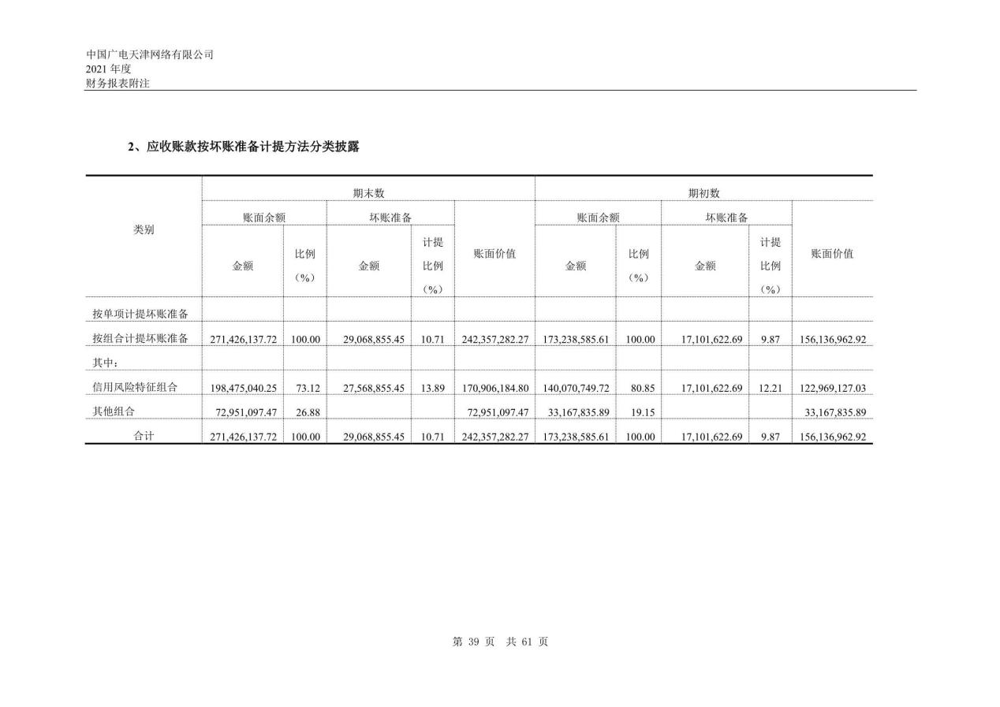 中国广电天津网络有限公司
2021 年度
财务报表附注
2、应收账款按坏账准备计提方法分类披露
类别 期末数 期初数
账面余额 坏账准备 账面价值 账面余额 坏账准备 账面价值
金额 比例（%） 金额 计提比例（%） 金额 比例（%） 金额 计提比例（%）
按单项计提坏账准备
按组合计提坏账准备 271,426,137.72 100.00 29,068,855.45 10.71 242,357,282.27 173,238,585.61 100.00 17,101,622.69 9.87 156,136,962.92
其中：
信用风险特征组合 198,475,040.25 73.12 27,568,855.45 13.89 170,906,184.80 140,070,749.72 80.85 17,101,622.69 12.21 122,969,127.03
其他组合 72,951,097.47 26.88 72,951,097.47 33,167,835.89 19.15 33,167,835.89
合计 271,426,137.72 100.00 29,068,855.45 10.71 242,357,282.27 173,238,585.61 100.00 17,101,622.69 9.87 156,136,962.92
第 39 页 共 61 页